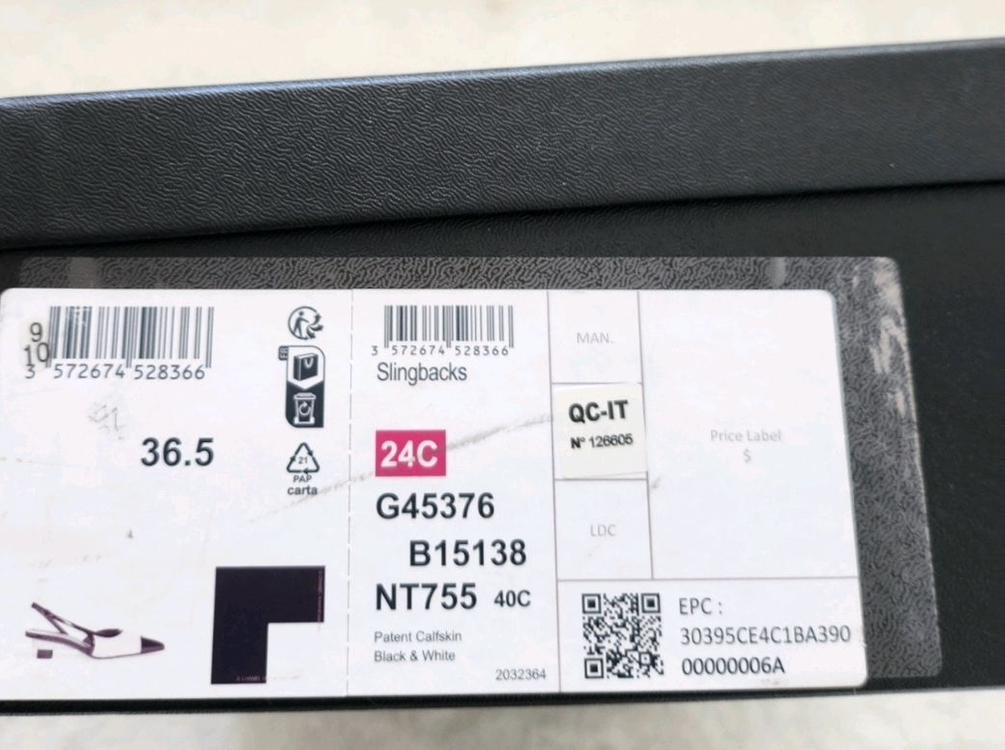 9
10
3 572674 528366
36.5
FR
21
PAP
carta
3 572674 528366
Slingbacks
24C
G45376
B15138
NT755 40C
Patent Calfskin
Black & White
2032364
MAN.
QC-IT
N° 126605
LDC
Price Label
$
EPC :
30395CE4C1BA390
00000006A